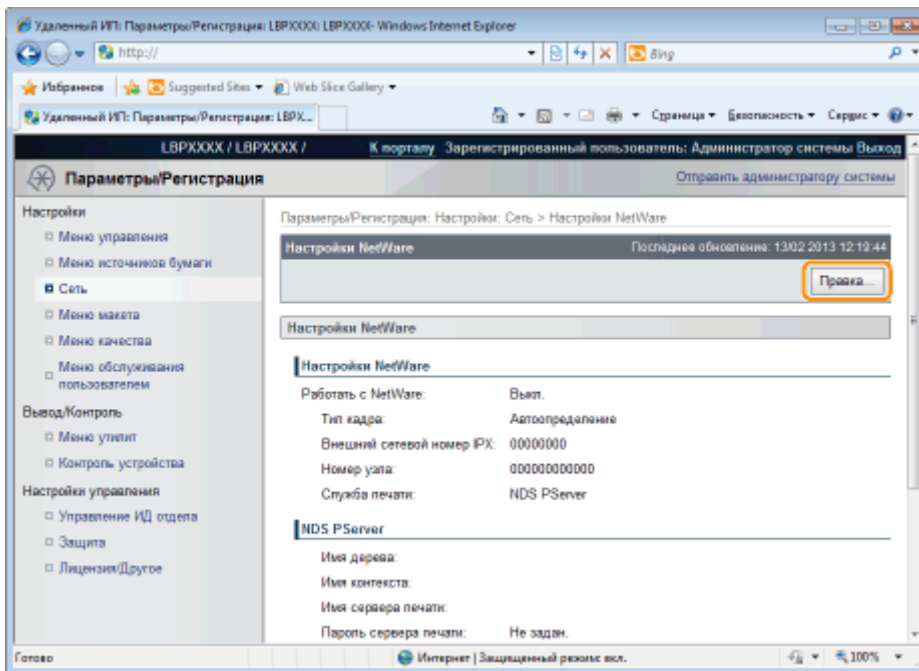 Удаленный ИП: Параметры/Регистрация: LBPXXXX: LBPXXXX- Windows Internet Explorer
http://
Bing
Избранное Suggested Sites Web Slice Gallery
Удаленный ИП: Параметры/Регистрация: LBPX...
Страница Безопасность Сервис
LBPXXXX / LBPXXXX /
К порталу Зарегистрированный пользователь: Администратор системы Выход
Параметры/Регистрация
Отправить администратору системы
Настройки
Меню управления
Меню источников бумаги
Сеть
Меню макета
Меню качества
Меню обслуживания
пользователем
Вывод/Контроль
Меню утилит
Контроль устройства
Настройки управления
Управление ИД отдела
Защита
Лицензия/Другое
Параметры/Регистрация: Настройки: Сеть > Настройки NetWare
Настройки NetWare
Последнее обновление: 13/02 2013 12:19:44
Правка...
Настройки NetWare
Настройки NetWare
Работать с NetWare: Выкл.
Тип кадра: Автоопределение
Внешний сетевой номер IPX: 00000000
Номер узла: 000000000000
Служба печати: NDS PServer
NDS PServer
Имя дерева:
Имя контекста:
Имя сервера печати:
Пароль сервера печати: Не задан.
Готово
Интернет | Защищенный режим: вкл.
100%